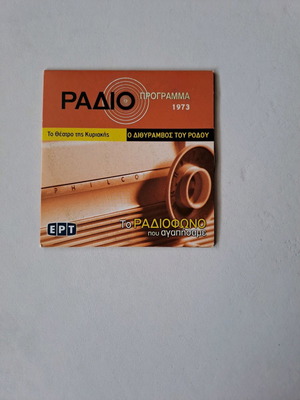 ΡΑΔΙΟ
ΠΡΟΓΡΑΜΜΑ
1973
Το Θέατρο της Κυριακής
Ο ΔΙΘΥΡΑΜΒΟΣ ΤΟΥ ΡΟΔΟΥ
PHILCO
Το ΡΑΔΙΟΦΩΝΟ
που αγαπήσαμε
ΕΡΤ